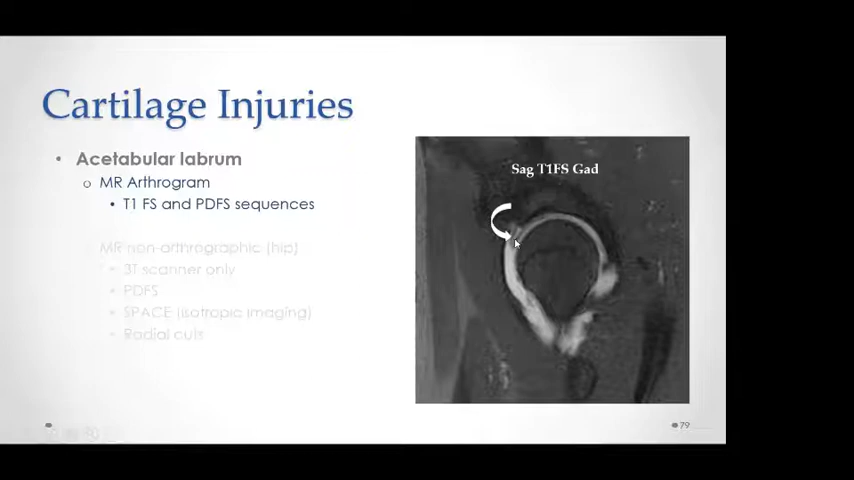 Cartilage Injuries
Acetabular labrum
MR Arthrogram
T1 FS and PDFS sequences
MR non-arthrographic (hip)
3T scanner only
PDFS
SPACE (isotropic imaging)
Radial cuts
Sag T1FS Gad
79